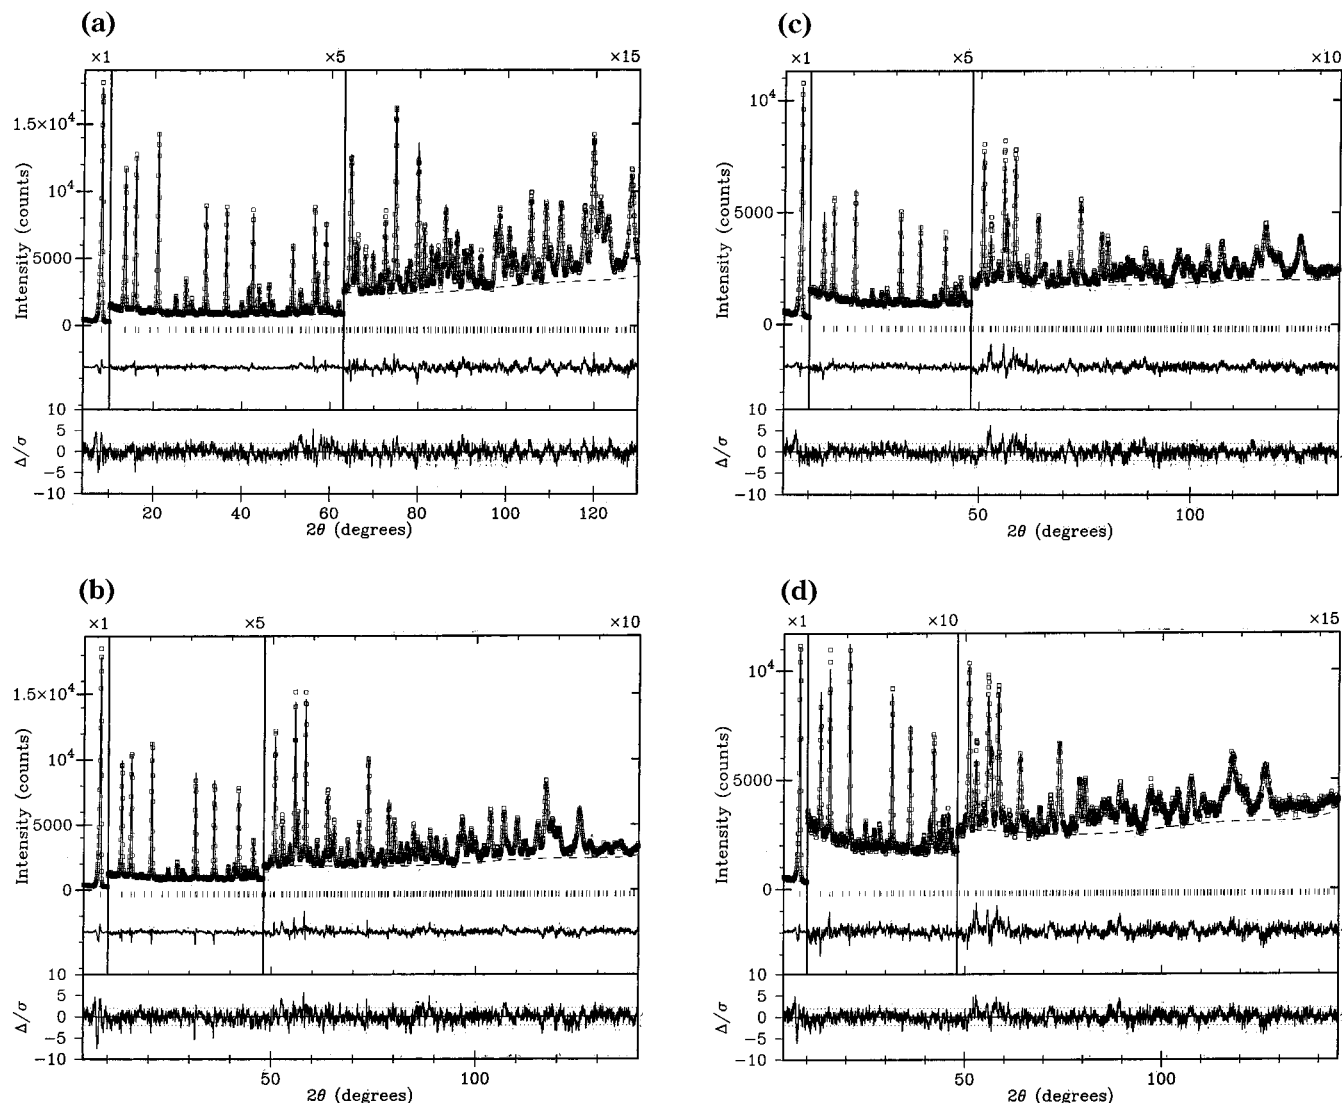 (a)
×1 ×5 ×15
Intensity (counts)
1.5×10⁴
10⁴
5000
0
10
5
0
−5
−10
Δ/σ
20 40 60 80 100 120
2θ (degrees)
(c)
×1 ×5 ×10
Intensity (counts)
10⁴
5000
0
10
5
0
−5
−10
Δ/σ
50 100
2θ (degrees)
(b)
×1 ×5 ×10
Intensity (counts)
1.5×10⁴
10⁴
5000
0
10
5
0
−5
−10
Δ/σ
50 100
2θ (degrees)
(d)
×1 ×10 ×15
Intensity (counts)
10⁴
5000
0
10
5
0
−5
−10
Δ/σ
50 100
2θ (degrees)